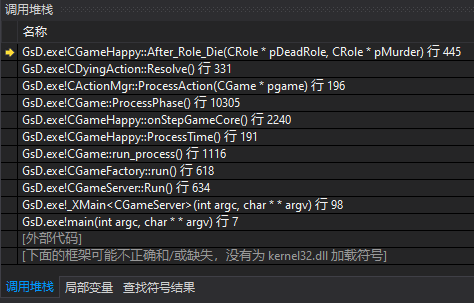 调用堆栈
名称
GsD.exe!CGameHappy::After_Role_Die(CRole * pDeadRole, CRole * pMurder) 行 445
GsD.exe!CDyingAction::Resolve() 行 331
GsD.exe!CActionMgr::ProcessAction(CGame * pgame) 行 196
GsD.exe!CGame::ProcessPhase() 行 10305
GsD.exe!CGameHappy::onStepGameCore() 行 2240
GsD.exe!CGameHappy::ProcessTime() 行 191
GsD.exe!CGame::run_process() 行 1116
GsD.exe!CGameFactory::run() 行 618
GsD.exe!CGameServer::Run() 行 634
GsD.exe!_XMain<CGameServer>(int argc, char * * argv) 行 98
GsD.exe!main(int argc, char * * argv) 行 7
[外部代码]
[下面的框架可能不正确和/或缺失，没有为 kernel32.dll 加载符号]
调用堆栈 局部变量 查找符号结果